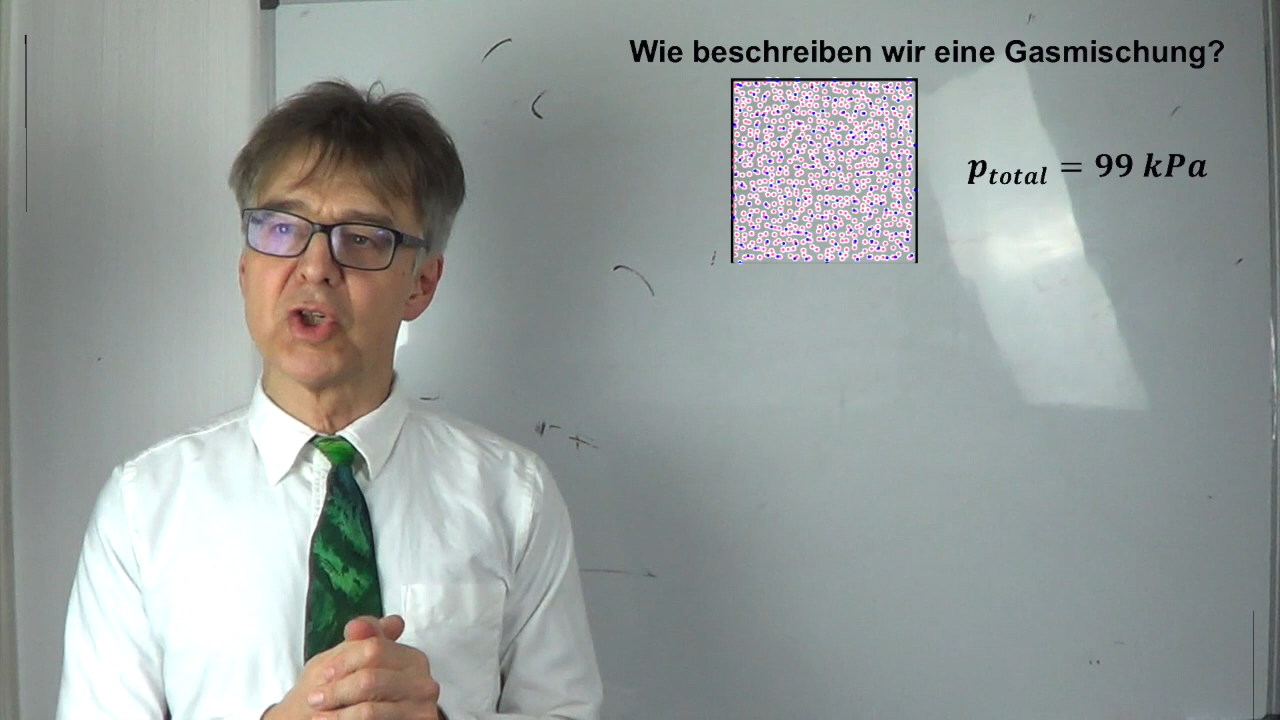 Wie beschreiben wir eine Gasmischung?
p_total = 99 kPa